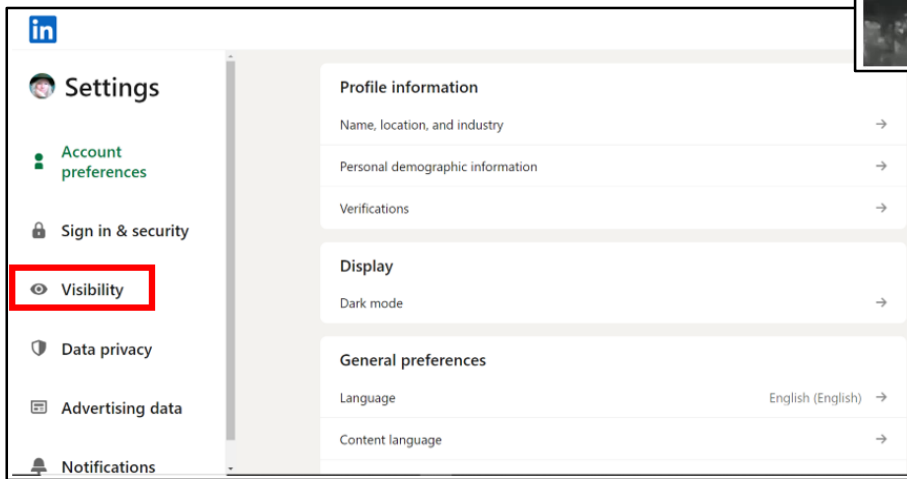 in
Settings
Account
preferences
Sign in & security
Visibility
Data privacy
Advertising data
Notifications
Profile information
Name, location, and industry
Personal demographic information
Verifications
Display
Dark mode
General preferences
Language English (English)
Content language